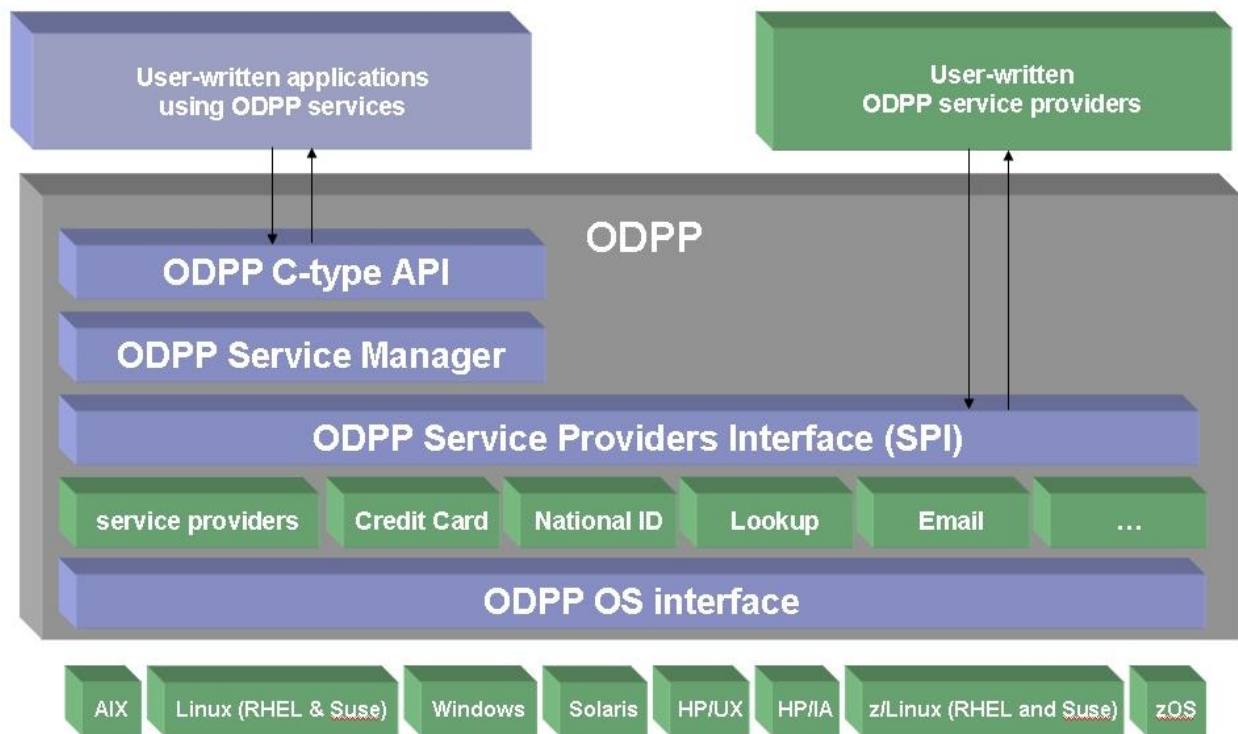 User-written applications
using ODPP services
User-written
ODPP service providers
ODPP
ODPP C-type API
ODPP Service Manager
ODPP Service Providers Interface (SPI)
service providers
Credit Card
National ID
Lookup
Email
...
ODPP OS interface
AIX
Linux (RHEL & Suse)
Windows
Solaris
HP/UX
HP/IA
z/Linux (RHEL and Suse)
zOS